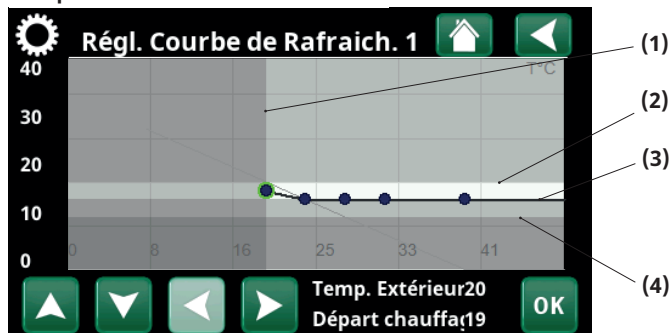 Régl. Courbe de Rafraich. 1
(1)
40
T°C
(2)
30
(3)
20
10
0 8 16 25 33 41
0
(4)
Temp. Extérieur20
Départ chauffaç19
OK